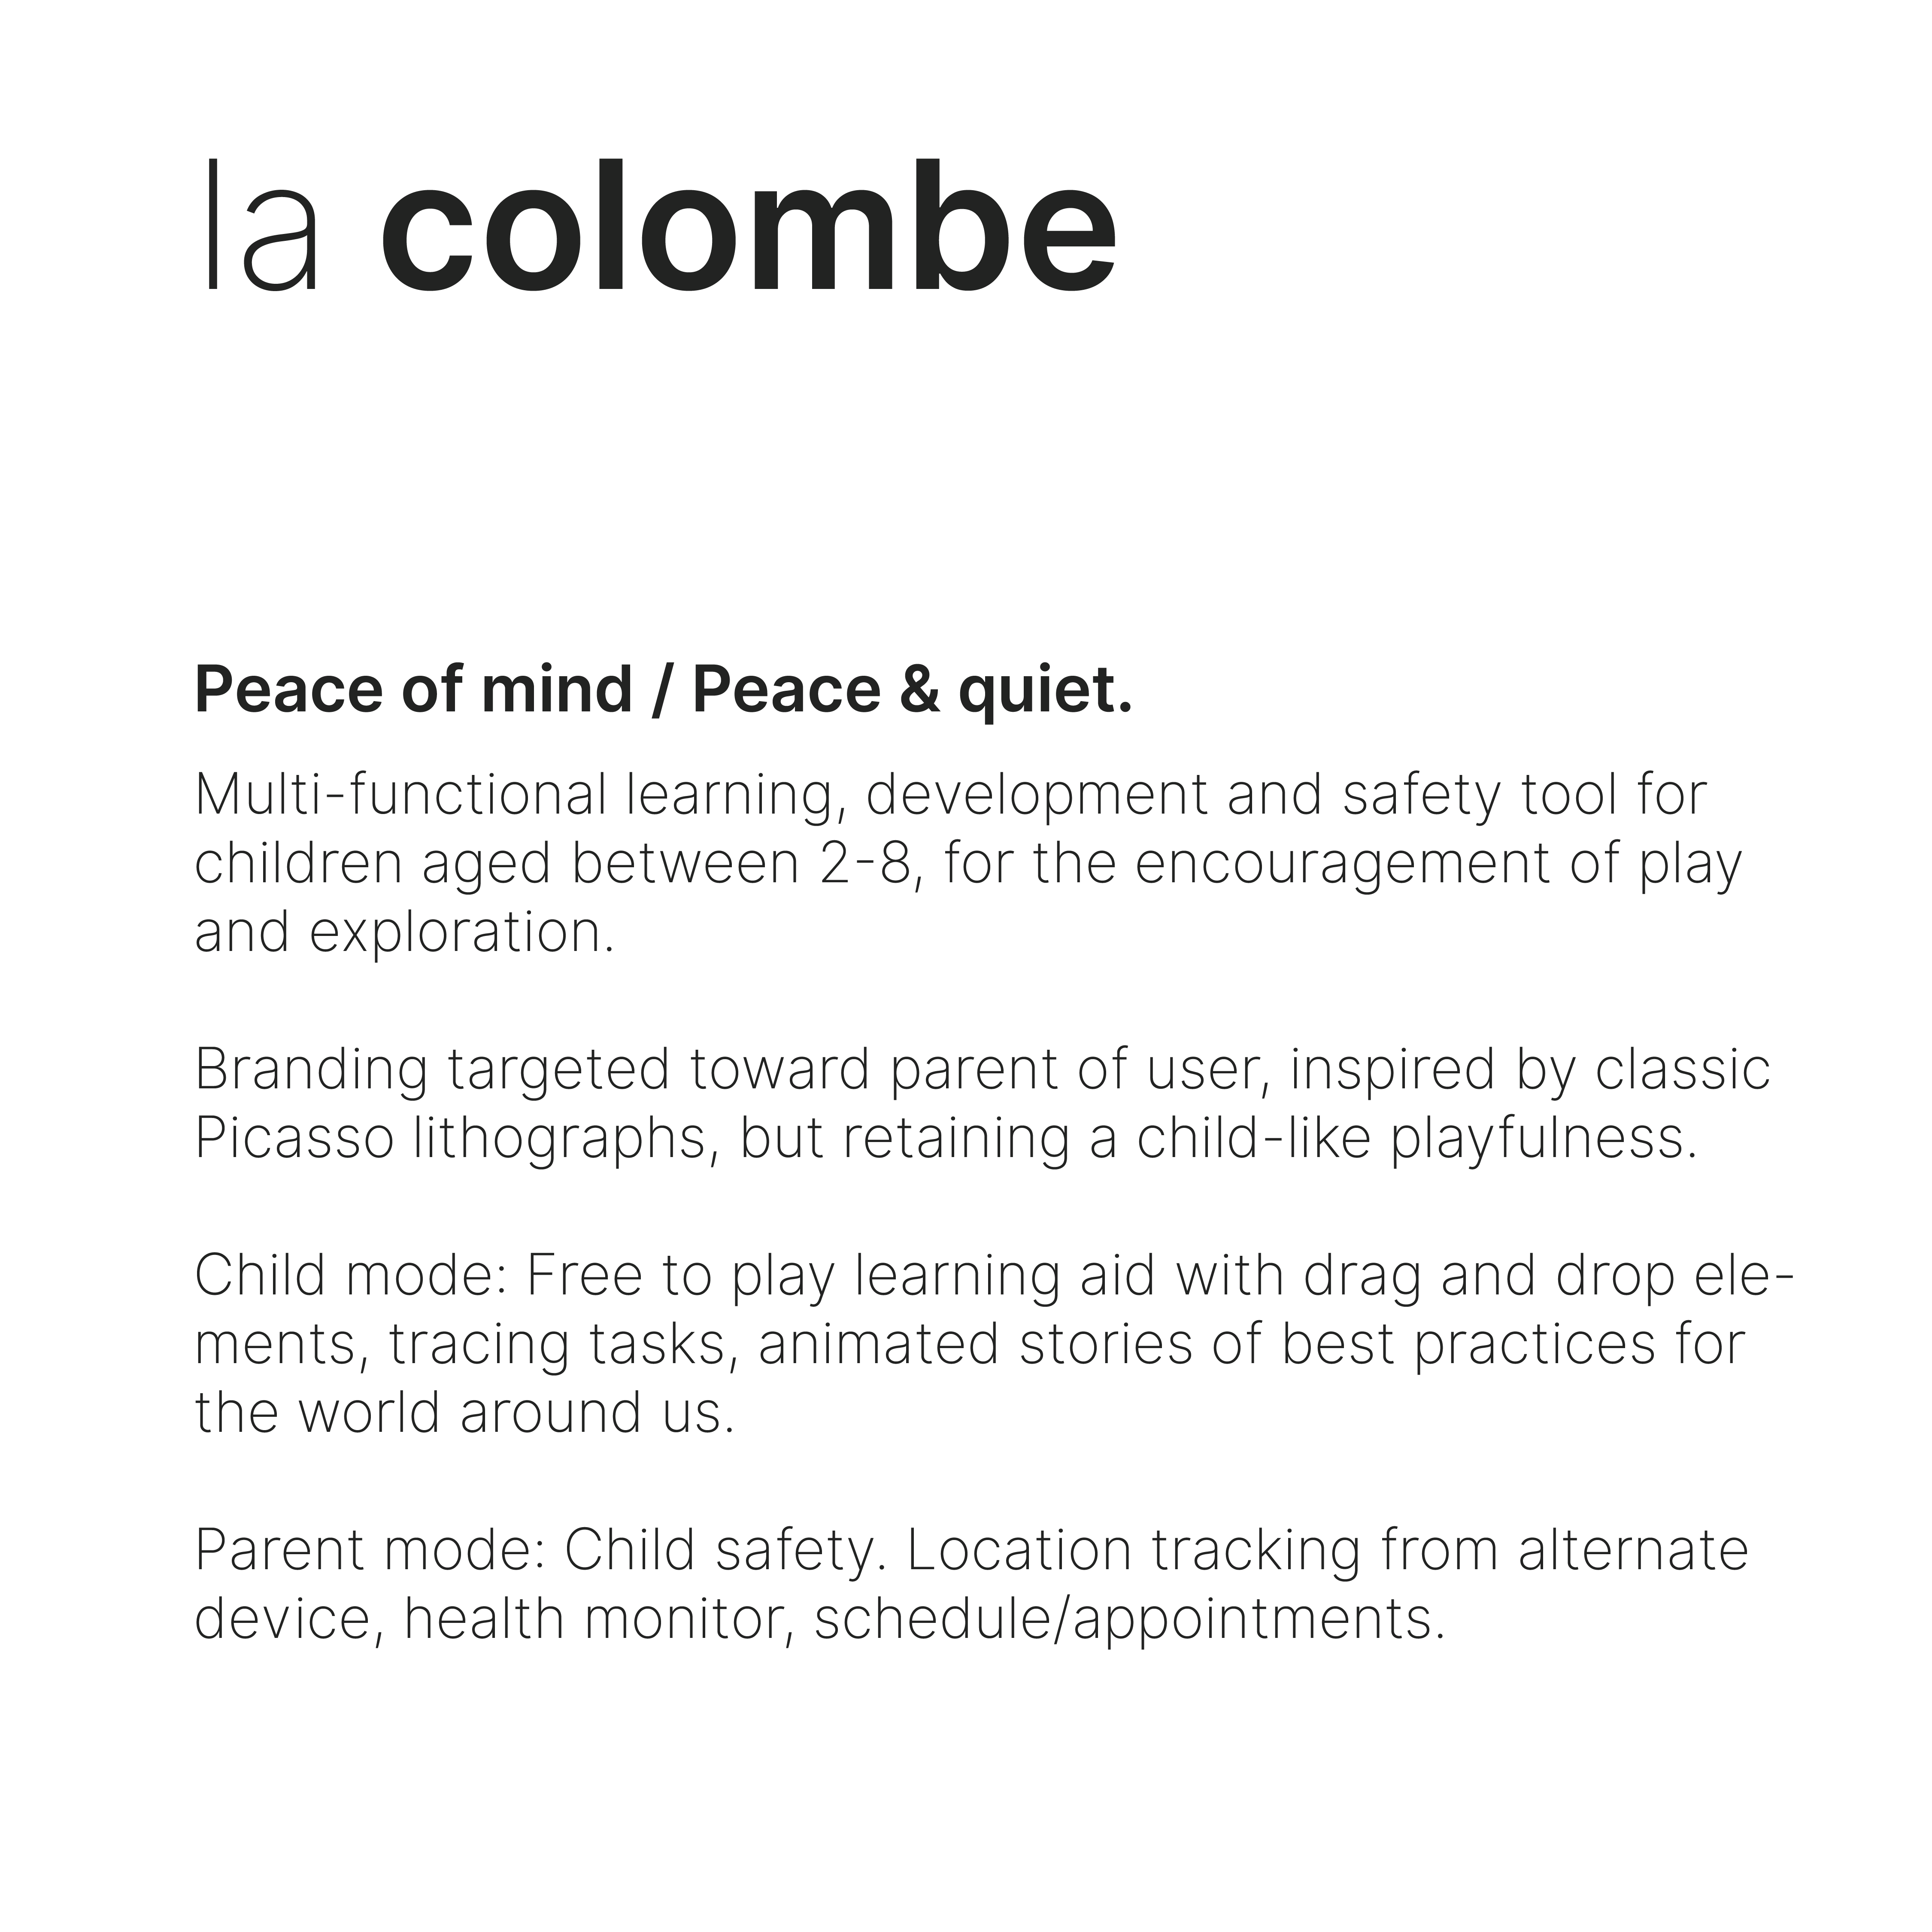 la colombe
Peace of mind / Peace & quiet.
Multi-functional learning, development and safety tool for
children aged between 2-8, for the encouragement of play
and exploration.
Branding targeted toward parent of user, inspired by classic
Picasso lithographs, but retaining a child-like playfulness.
Child mode: Free to play learning aid with drag and drop ele-
ments, tracing tasks, animated stories of best practices for
the world around us.
Parent mode: Child safety. Location tracking from alternate
device, health monitor, schedule/appointments.